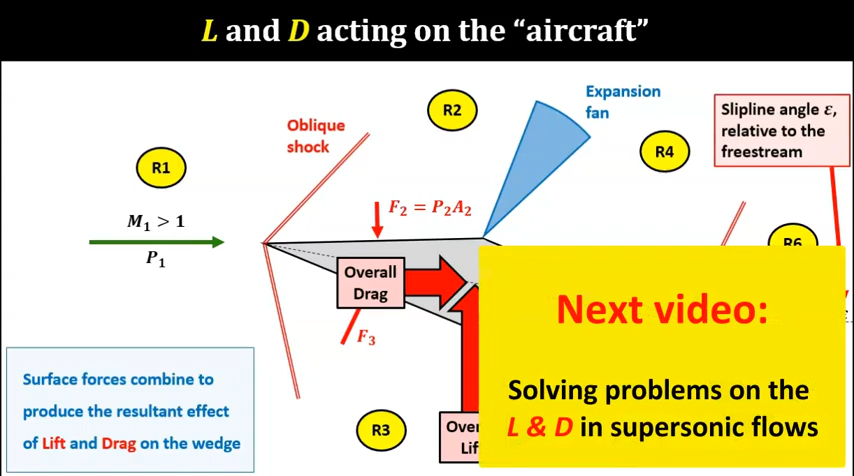 L and D acting on the “aircraft”
Expansion
fan
R2
Slipline angle ε,
relative to the
freestream
Oblique
shock
R4
R1
F₂ = P₂A₂
M₁ > 1
P₁
R6
Overall
Drag
Next video:
F₃
Surface forces combine to
produce the resultant effect
of Lift and Drag on the wedge
Solving problems on the
L & D in supersonic flows
R3